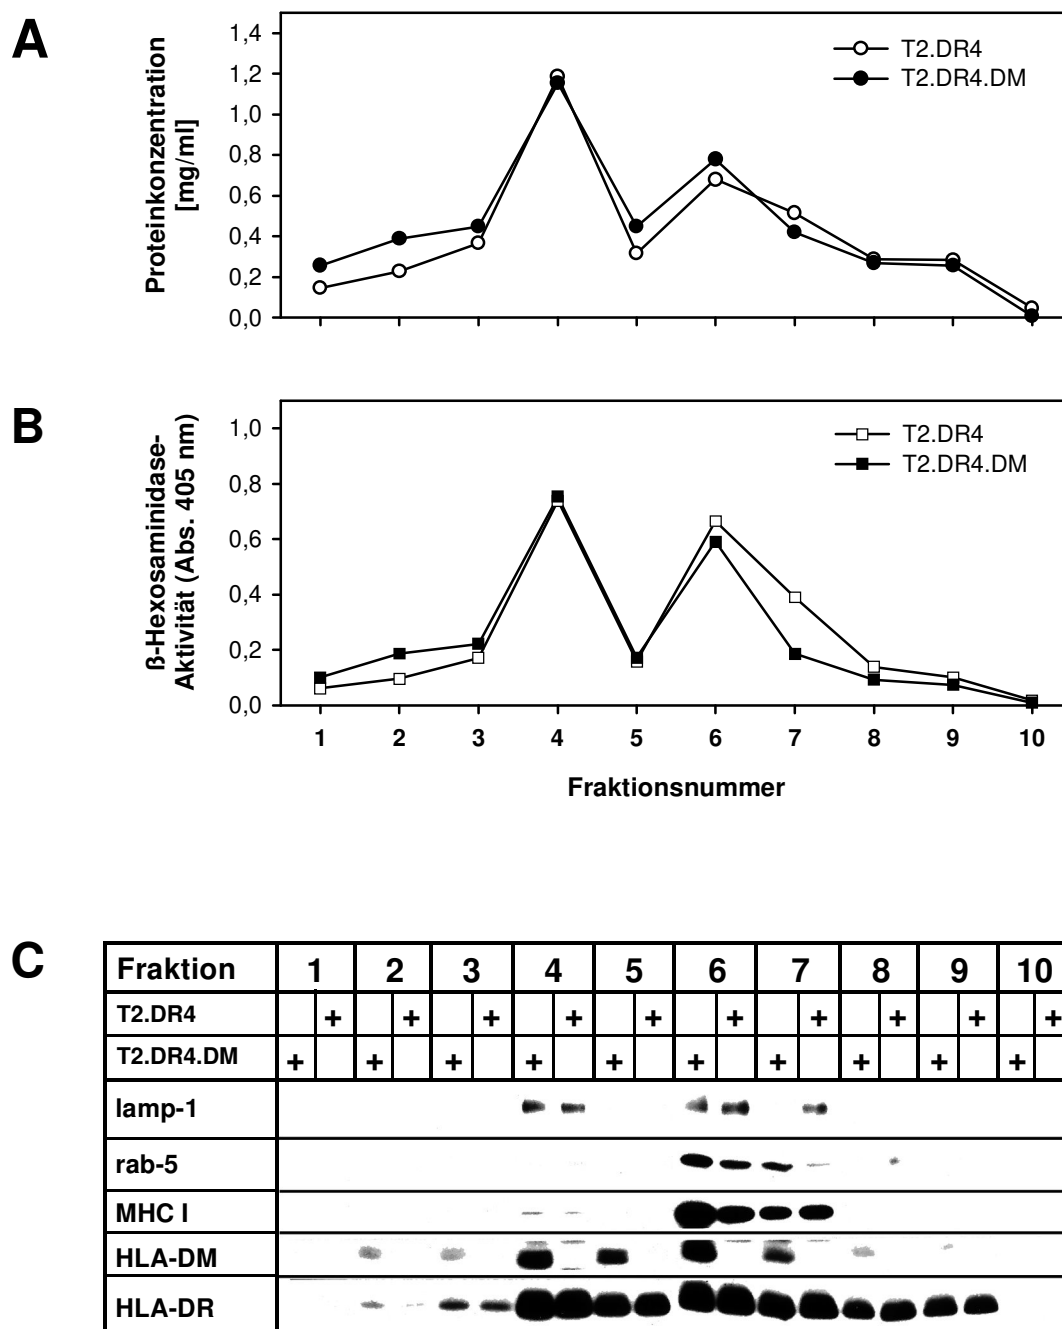 A
Proteinkonzentration
[mg/ml]
1,4
1,2
1,0
0,8
0,6
0,4
0,2
0,0
T2.DR4
T2.DR4.DM
B
ß-Hexosaminidase-
Aktivität (Abs. 405 nm)
1,0
0,8
0,6
0,4
0,2
0,0
T2.DR4
T2.DR4.DM
1 2 3 4 5 6 7 8 9 10
Fraktionsnummer
C
Fraktion 1 2 3 4 5 6 7 8 9 10
T2.DR4 + + + + + + + + + +
T2.DR4.DM + + + + + + + + + +
lamp-1
rab-5
MHC I
HLA-DM
HLA-DR